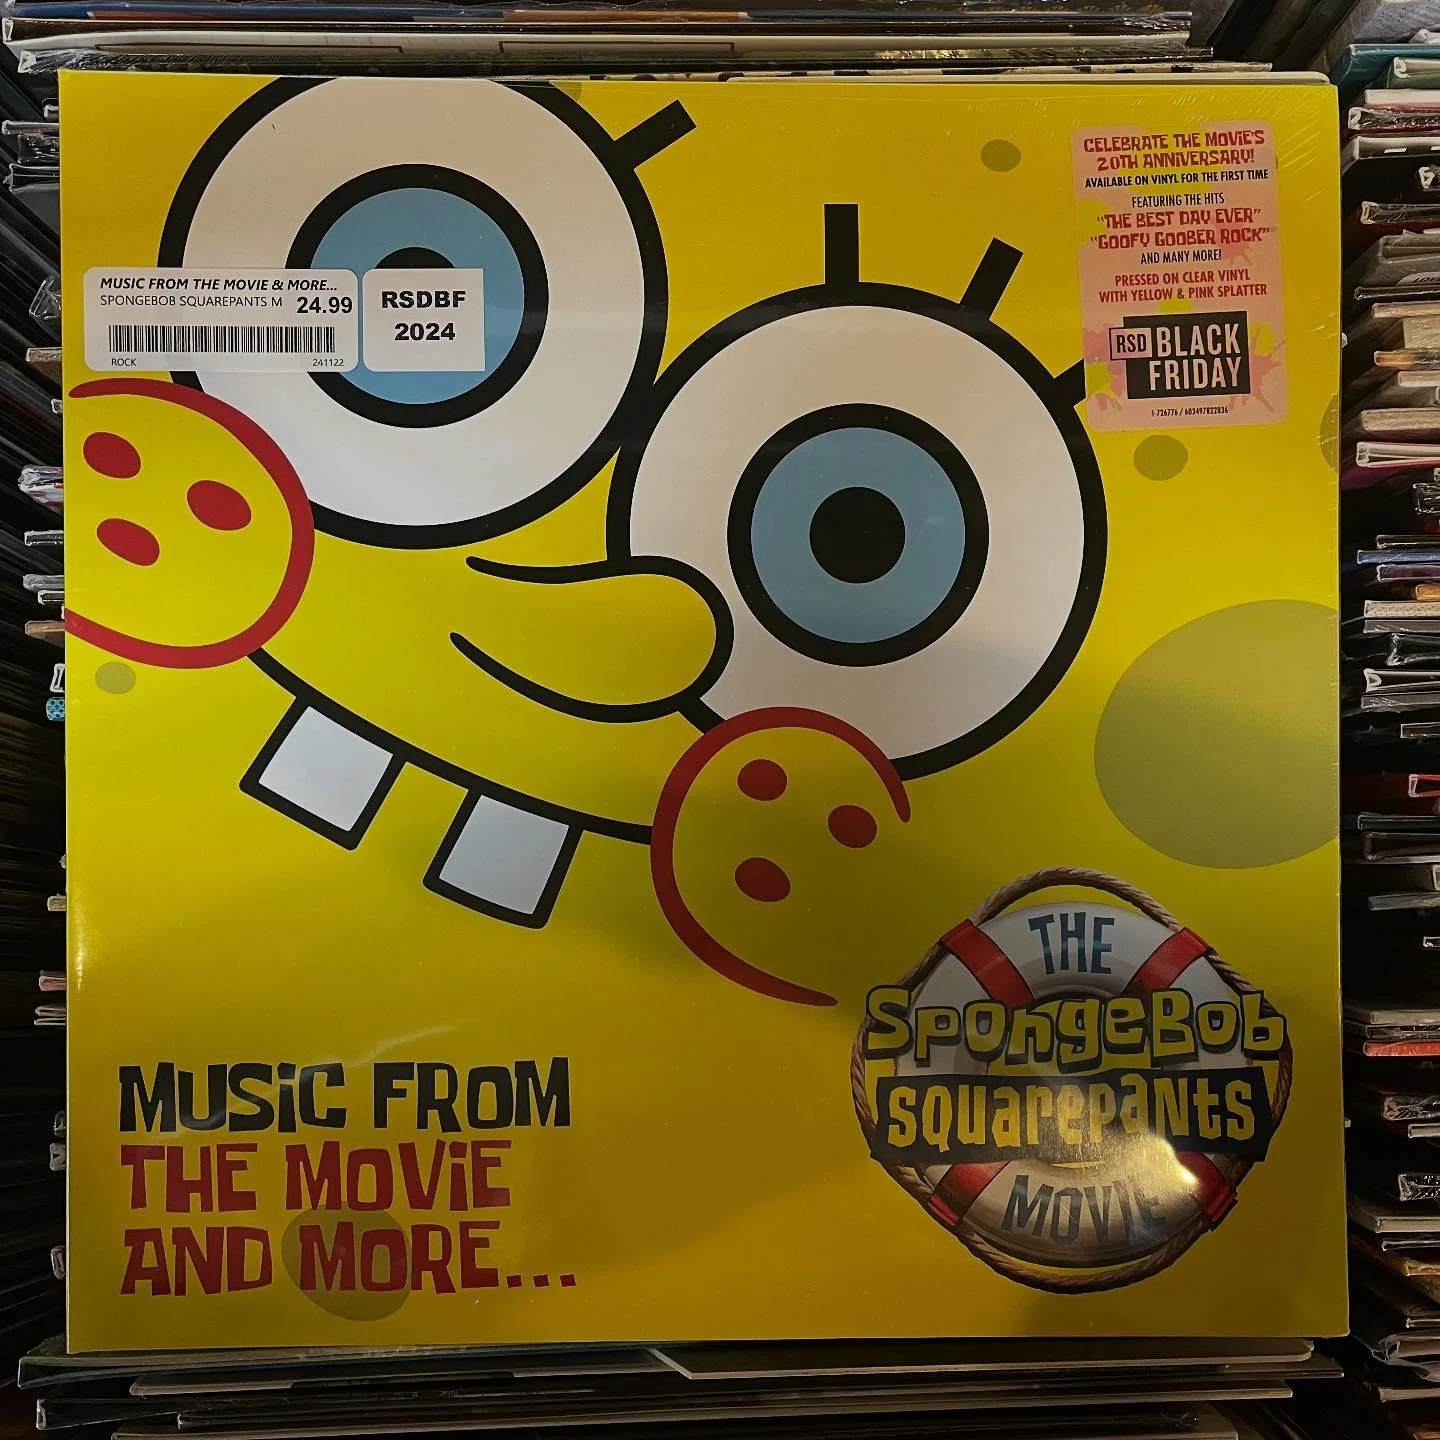 CELEBRATE THE MOVIE'S
20TH ANNIVERSARY!
AVAILABLE ON VINYL FOR THE FIRST TIME
FEATURING THE HITS
"THE BEST DAY EVER"
"GOOFY GOOBER ROCK"
AND MANY MORE!
PRESSED ON CLEAR VINYL
WITH YELLOW & PINK SPLATTER
RSD BLACK
FRIDAY
1-726776 / 603497822836
MUSIC FROM THE MOVIE & MORE...
SPONGEBOB SQUAREPANTS M 24.99
ROCK 241122
RSDBF
2024
THE
SpongeBob
squarepants
MOVIE
MUSiC FROM
THE MOViE
AND MORE...